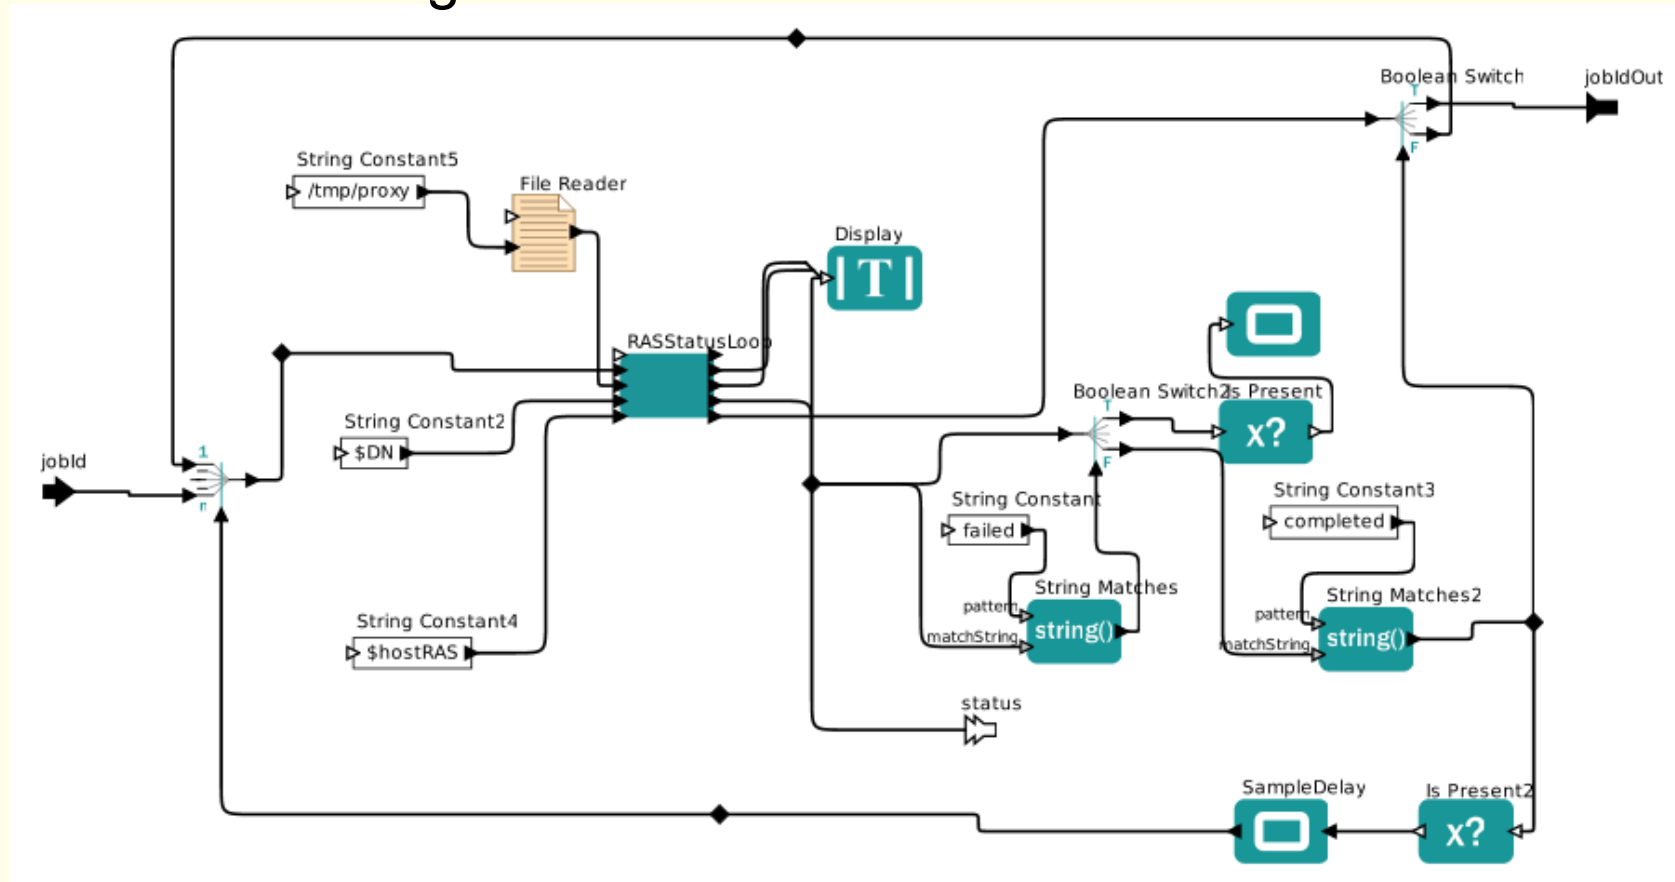 g
Boolean Switch
jobIdOut
T
F
String Constant5
/tmp/proxy
File Reader
Display
T
RASStatusLoop
String Constant2
$DN
Boolean Switch2
Is Present
T
x?
F
jobId
1
n
String Constant
failed
String Constant3
completed
String Matches
pattern
matchString
string()
String Matches2
pattern
matchString
string()
String Constant4
$hostRAS
status
SampleDelay
Is Present2
x?